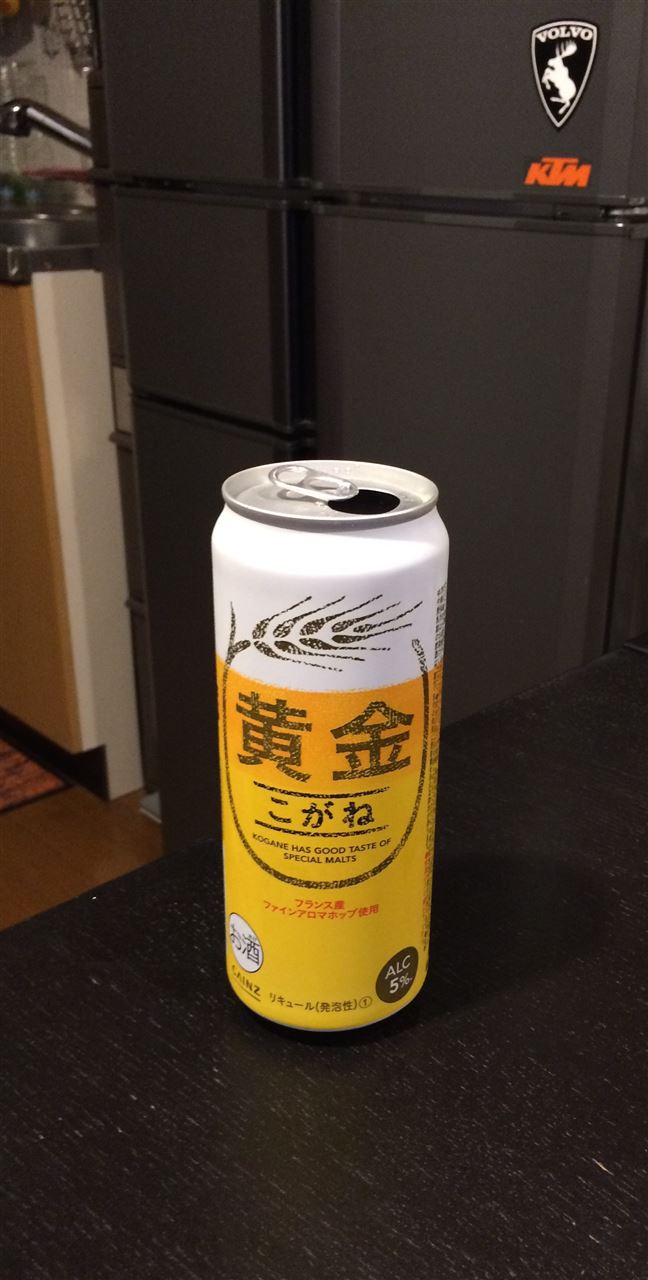 VOLVO
KTM
黄金
こがね
KOGANE HAS GOOD TASTE OF
SPECIAL MALTS
フランス産
ファインアロマホップ使用
お酒
ALC
5%
CAINZ
リキュール(発泡性)①